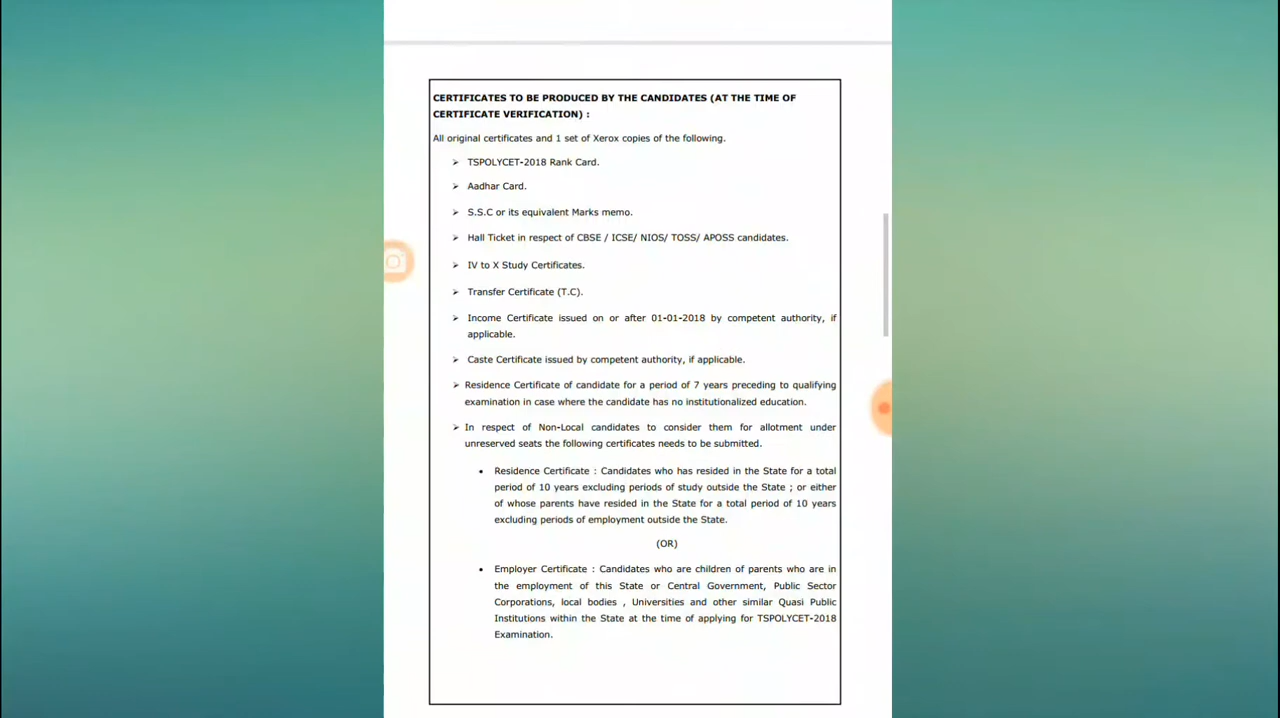 CERTIFICATES TO BE PRODUCED BY THE CANDIDATES (AT THE TIME OF
CERTIFICATE VERIFICATION) :
All original certificates and 1 set of Xerox copies of the following.
➢ TSPOLYCET-2018 Rank Card.
➢ Aadhar Card.
➢ S.S.C or its equivalent Marks memo.
➢ Hall Ticket in respect of CBSE / ICSE/ NIOS/ TOSS/ APOSS candidates.
➢ IV to X Study Certificates.
➢ Transfer Certificate (T.C).
➢ Income Certificate issued on or after 01-01-2018 by competent authority, if
applicable.
➢ Caste Certificate issued by competent authority, if applicable.
➢ Residence Certificate of candidate for a period of 7 years preceding to qualifying
examination in case where the candidate has no institutionalized education.
➢ In respect of Non-Local candidates to consider them for allotment under
unreserved seats the following certificates needs to be submitted.
• Residence Certificate : Candidates who has resided in the State for a total
period of 10 years excluding periods of study outside the State ; or either
of whose parents have resided in the State for a total period of 10 years
excluding periods of employment outside the State.
(OR)
• Employer Certificate : Candidates who are children of parents who are in
the employment of this State or Central Government, Public Sector
Corporations, local bodies , Universities and other similar Quasi Public
Institutions within the State at the time of applying for TSPOLYCET-2018
Examination.